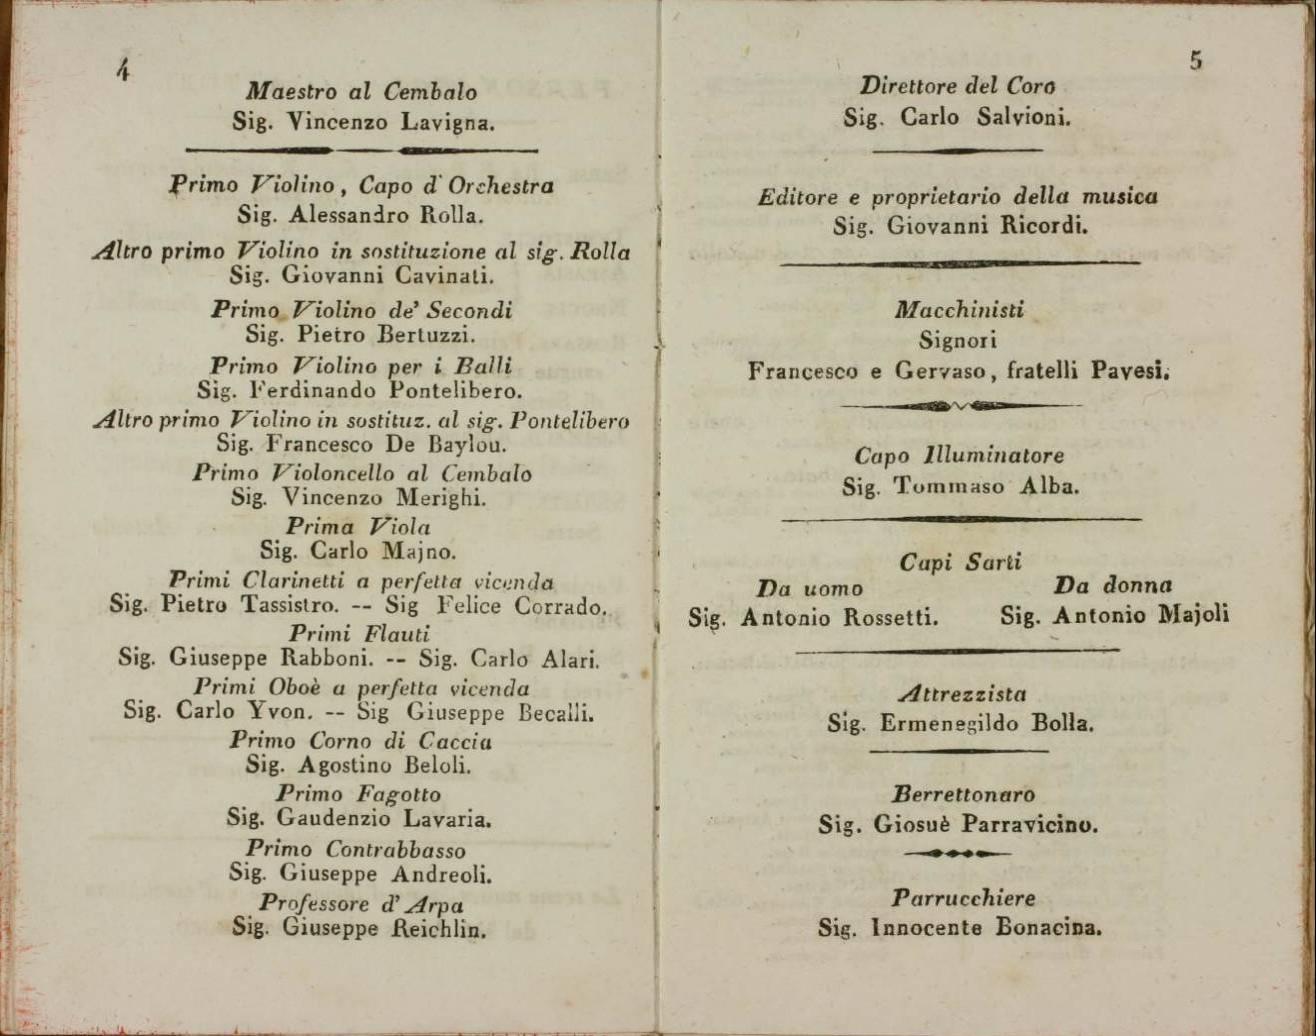 4
Maestro al Cembalo
Sig. Vincenzo Lavigna.
Primo Violino, Capo d'Orchestra
Sig. Alessandro Rolla.
Altro primo Violino in sostituzione al sig. Rolla
Sig. Giovanni Cavinati.
Primo Violino de' Secondi
Sig. Pietro Bertuzzi.
Primo Violino per i Balli
Sig. Ferdinando Pontelibero.
Altro primo Violino in sostituz. al sig. Pontelibero
Sig. Francesco De Baylou.
Primo Violoncello al Cembalo
Sig. Vincenzo Merighi.
Prima Viola
Sig. Carlo Majno.
Primi Clarinetti a perfetta vicenda
Sig. Pietro Tassistro. -- Sig Felice Corrado.
Primi Flauti
Sig. Giuseppe Rabboni. -- Sig. Carlo Alari.
Primi Oboè a perfetta vicenda
Sig. Carlo Yvon. -- Sig Giuseppe Becalli.
Primo Corno di Caccia
Sig. Agostino Beloli.
Primo Fagotto
Sig. Gaudenzio Lavaria.
Primo Contrabbasso
Sig. Giuseppe Andreoli.
Professore d'Arpa
Sig. Giuseppe Reichlin.
5
Direttore del Coro
Sig. Carlo Salvioni.
Editore e proprietario della musica
Sig. Giovanni Ricordi.
Macchinisti
Signori
Francesco e Gervaso, fratelli Pavesi.
Capo Illuminatore
Sig. Tommaso Alba.
Capi Sarti
Da uomo Da donna
Sig. Antonio Rossetti. Sig. Antonio Majoli
Attrezzista
Sig. Ermenegildo Bolla.
Berrettonaro
Sig. Giosuè Parravicino.
Parrucchiere
Sig. Innocente Bonacina.